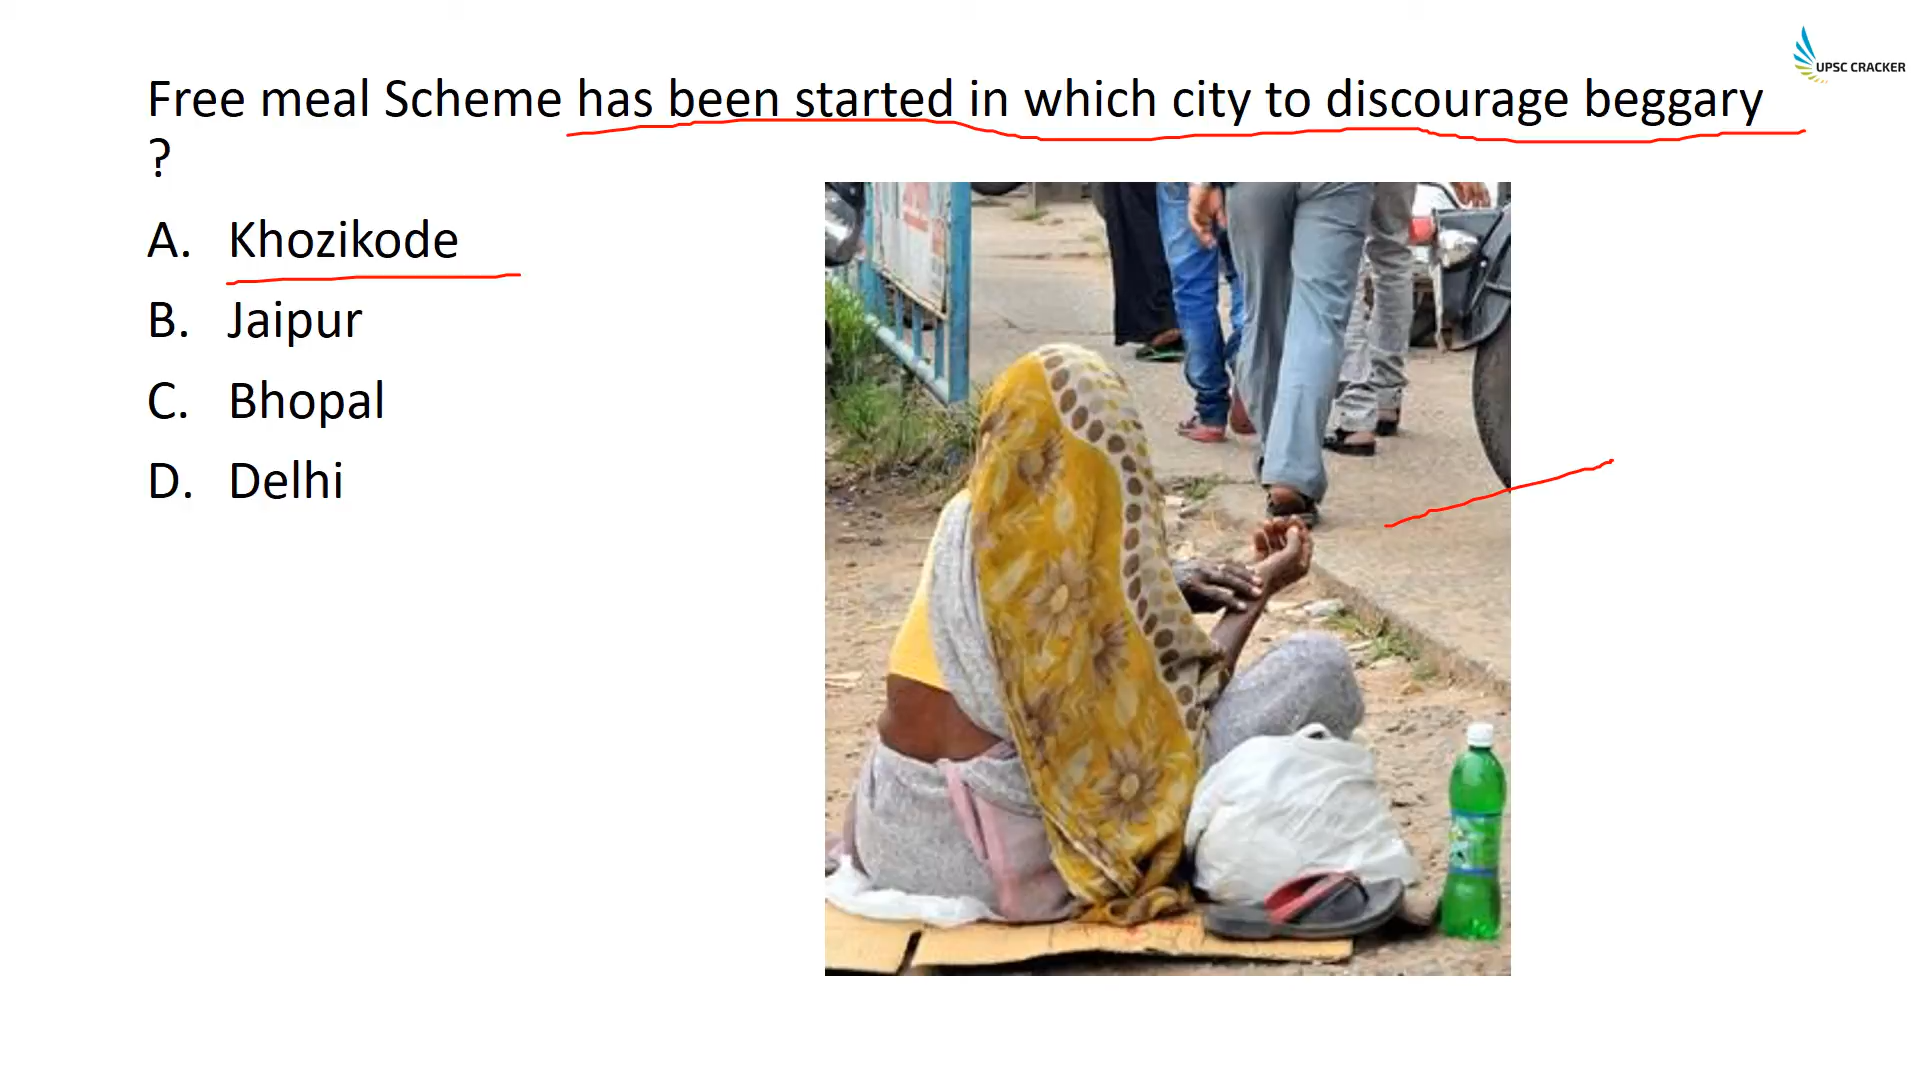 UPSC CRACKER
Free meal Scheme has been started in which city to discourage beggary
?
A. Khozikode
B. Jaipur
C. Bhopal
D. Delhi